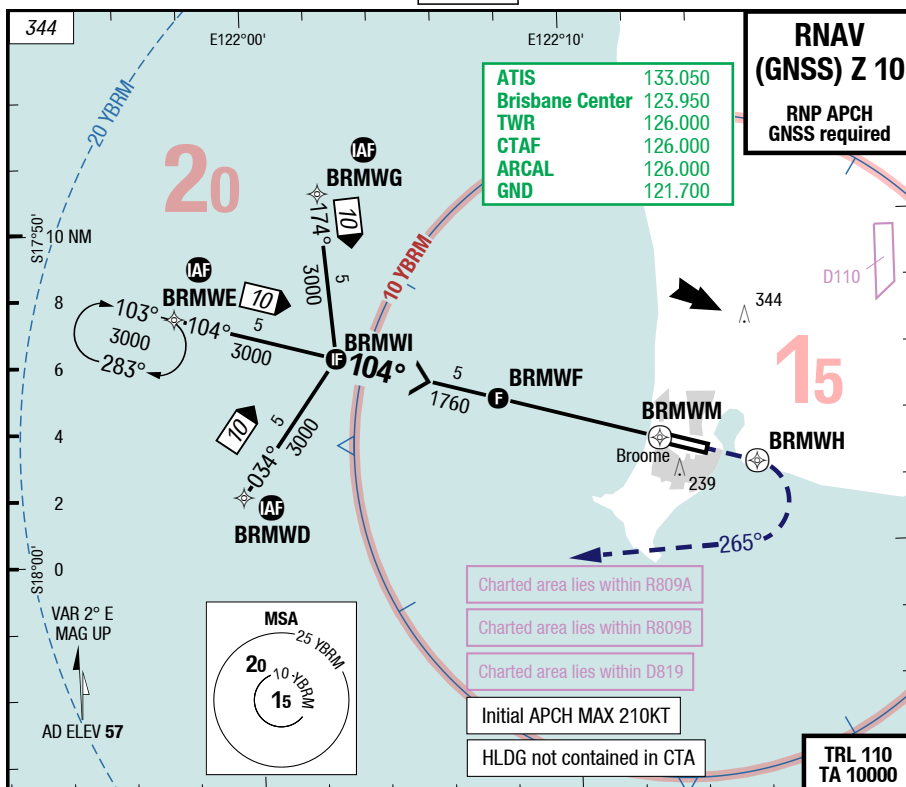 344
E122°00'
E122°10'
RNAV
(GNSS) Z 10
RNP APCH
GNSS required
ATIS 133.050
Brisbane Center 123.950
TWR 126.000
CTAF 126.000
ARCAL 126.000
GND 121.700
20 YBRM
20
IAF
BRMWG
10
174°
5
3000
10 YBRM
S17°50'
10 NM
D110
IAF
BRMWE
10
103°
3000
283°
104°
5
3000
8
344
BRMWI
IF
104°
6
5
1760
F
BRMWF
15
10
5
3000
034°
BRMWM
Broome
BRMWH
4
239
2
IAF
BRMWD
265°
0
S18°00'
Charted area lies within R809A
Charted area lies within R809B
Charted area lies within D819
VAR 2° E
MAG UP
MSA
25 YBRM
20
10 YBRM
15
AD ELEV 57
Initial APCH MAX 210KT
HLDG not contained in CTA
TRL 110
TA 10000